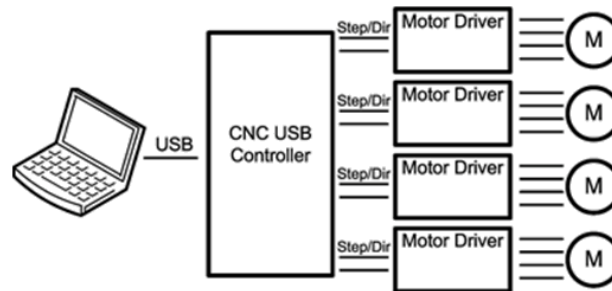 Step/Dir
Motor Driver
M
Step/Dir
Motor Driver
M
USB
CNC USB
Controller
Step/Dir
Motor Driver
M
Step/Dir
Motor Driver
M